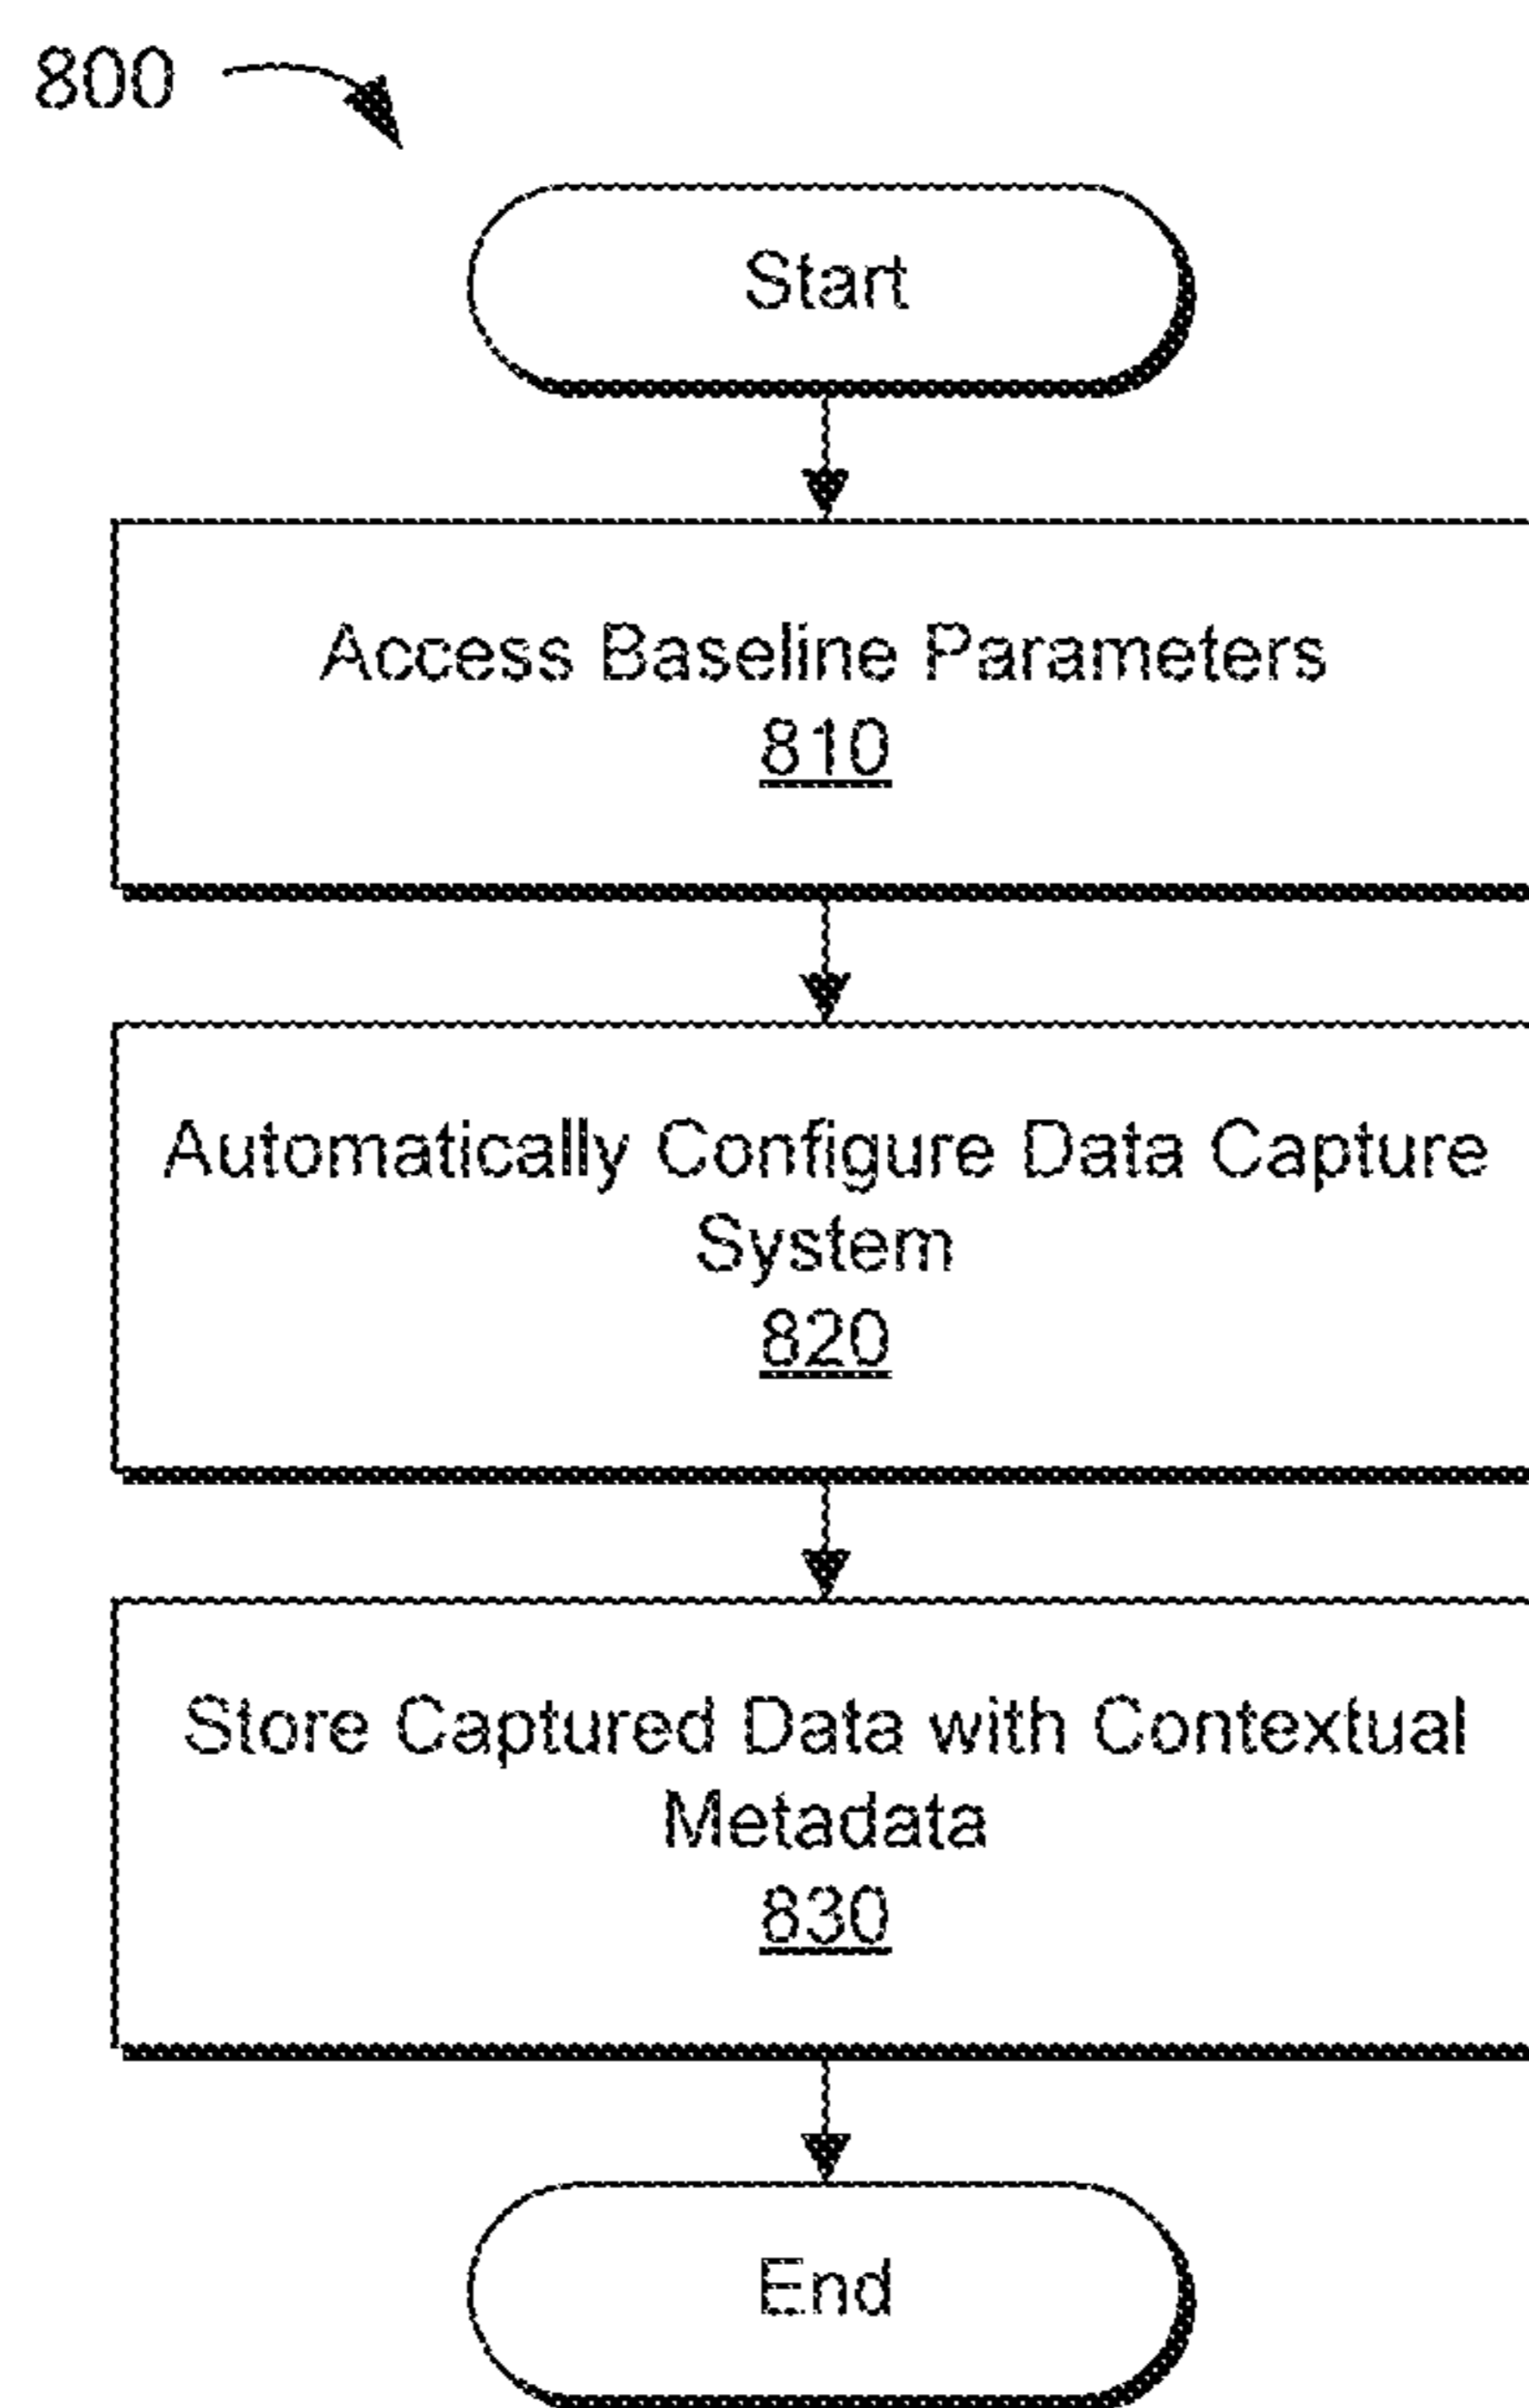 800
Start
Access Baseline Parameters
810
Automatically Configure Data Capture
System
820
Store Captured Data with Contextual
Metadata
830
End